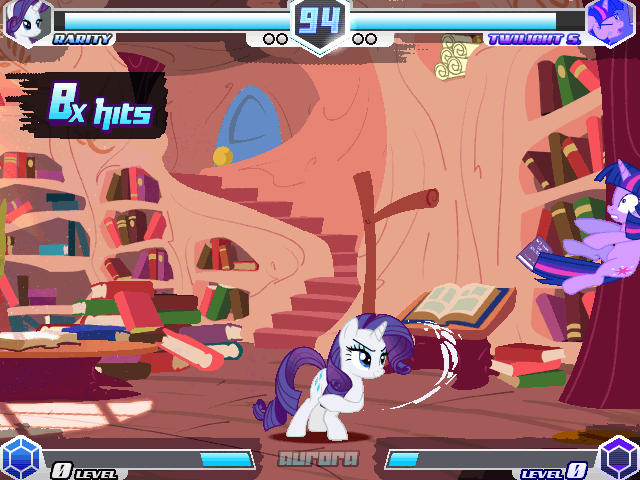 94
RARITY
TWILIGHT S.
8x hits
0 LEVEL
aurora
LEVEL 0